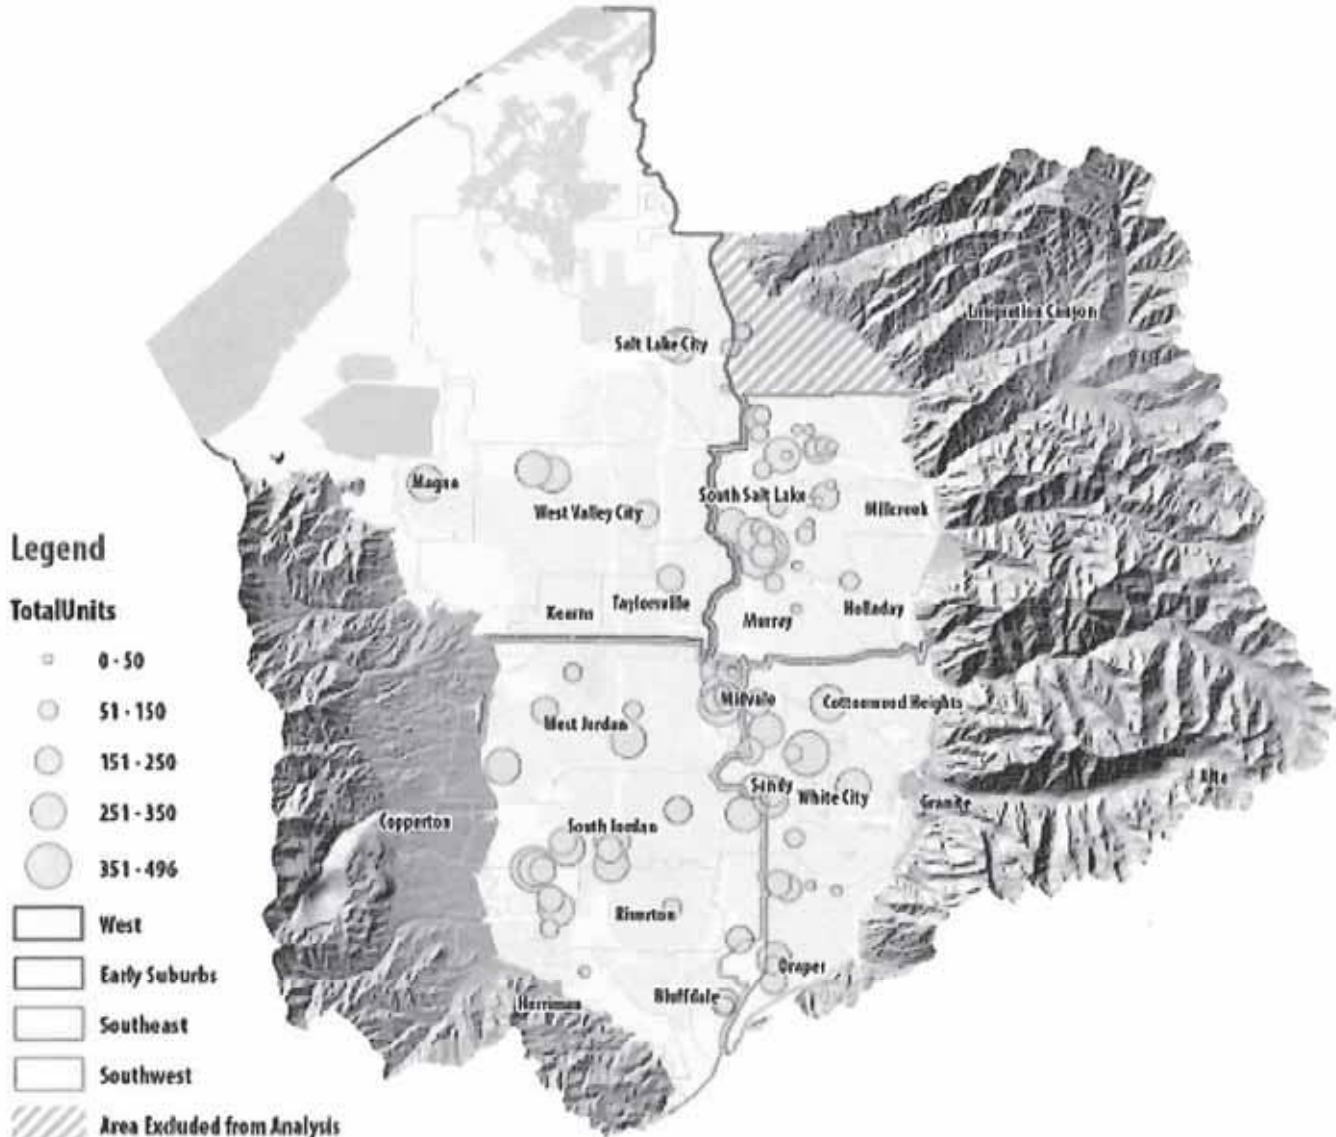 Salt Lake City
Magna
West Valley City
South Salt Lake
Millcreek
Kearns
Taylorsville
Murray
Holladay
Midvale
Cottonwood Heights
West Jordan
Sandy
White City
Granite
Alta
Copperton
South Jordan
Riverton
Draper
Bluffdale
Herriman
Canyon
Legend
TotalUnits
0 - 50
51 - 150
151 - 250
251 - 350
351 - 496
West
Early Suburbs
Southeast
Southwest
Area Excluded from Analysis